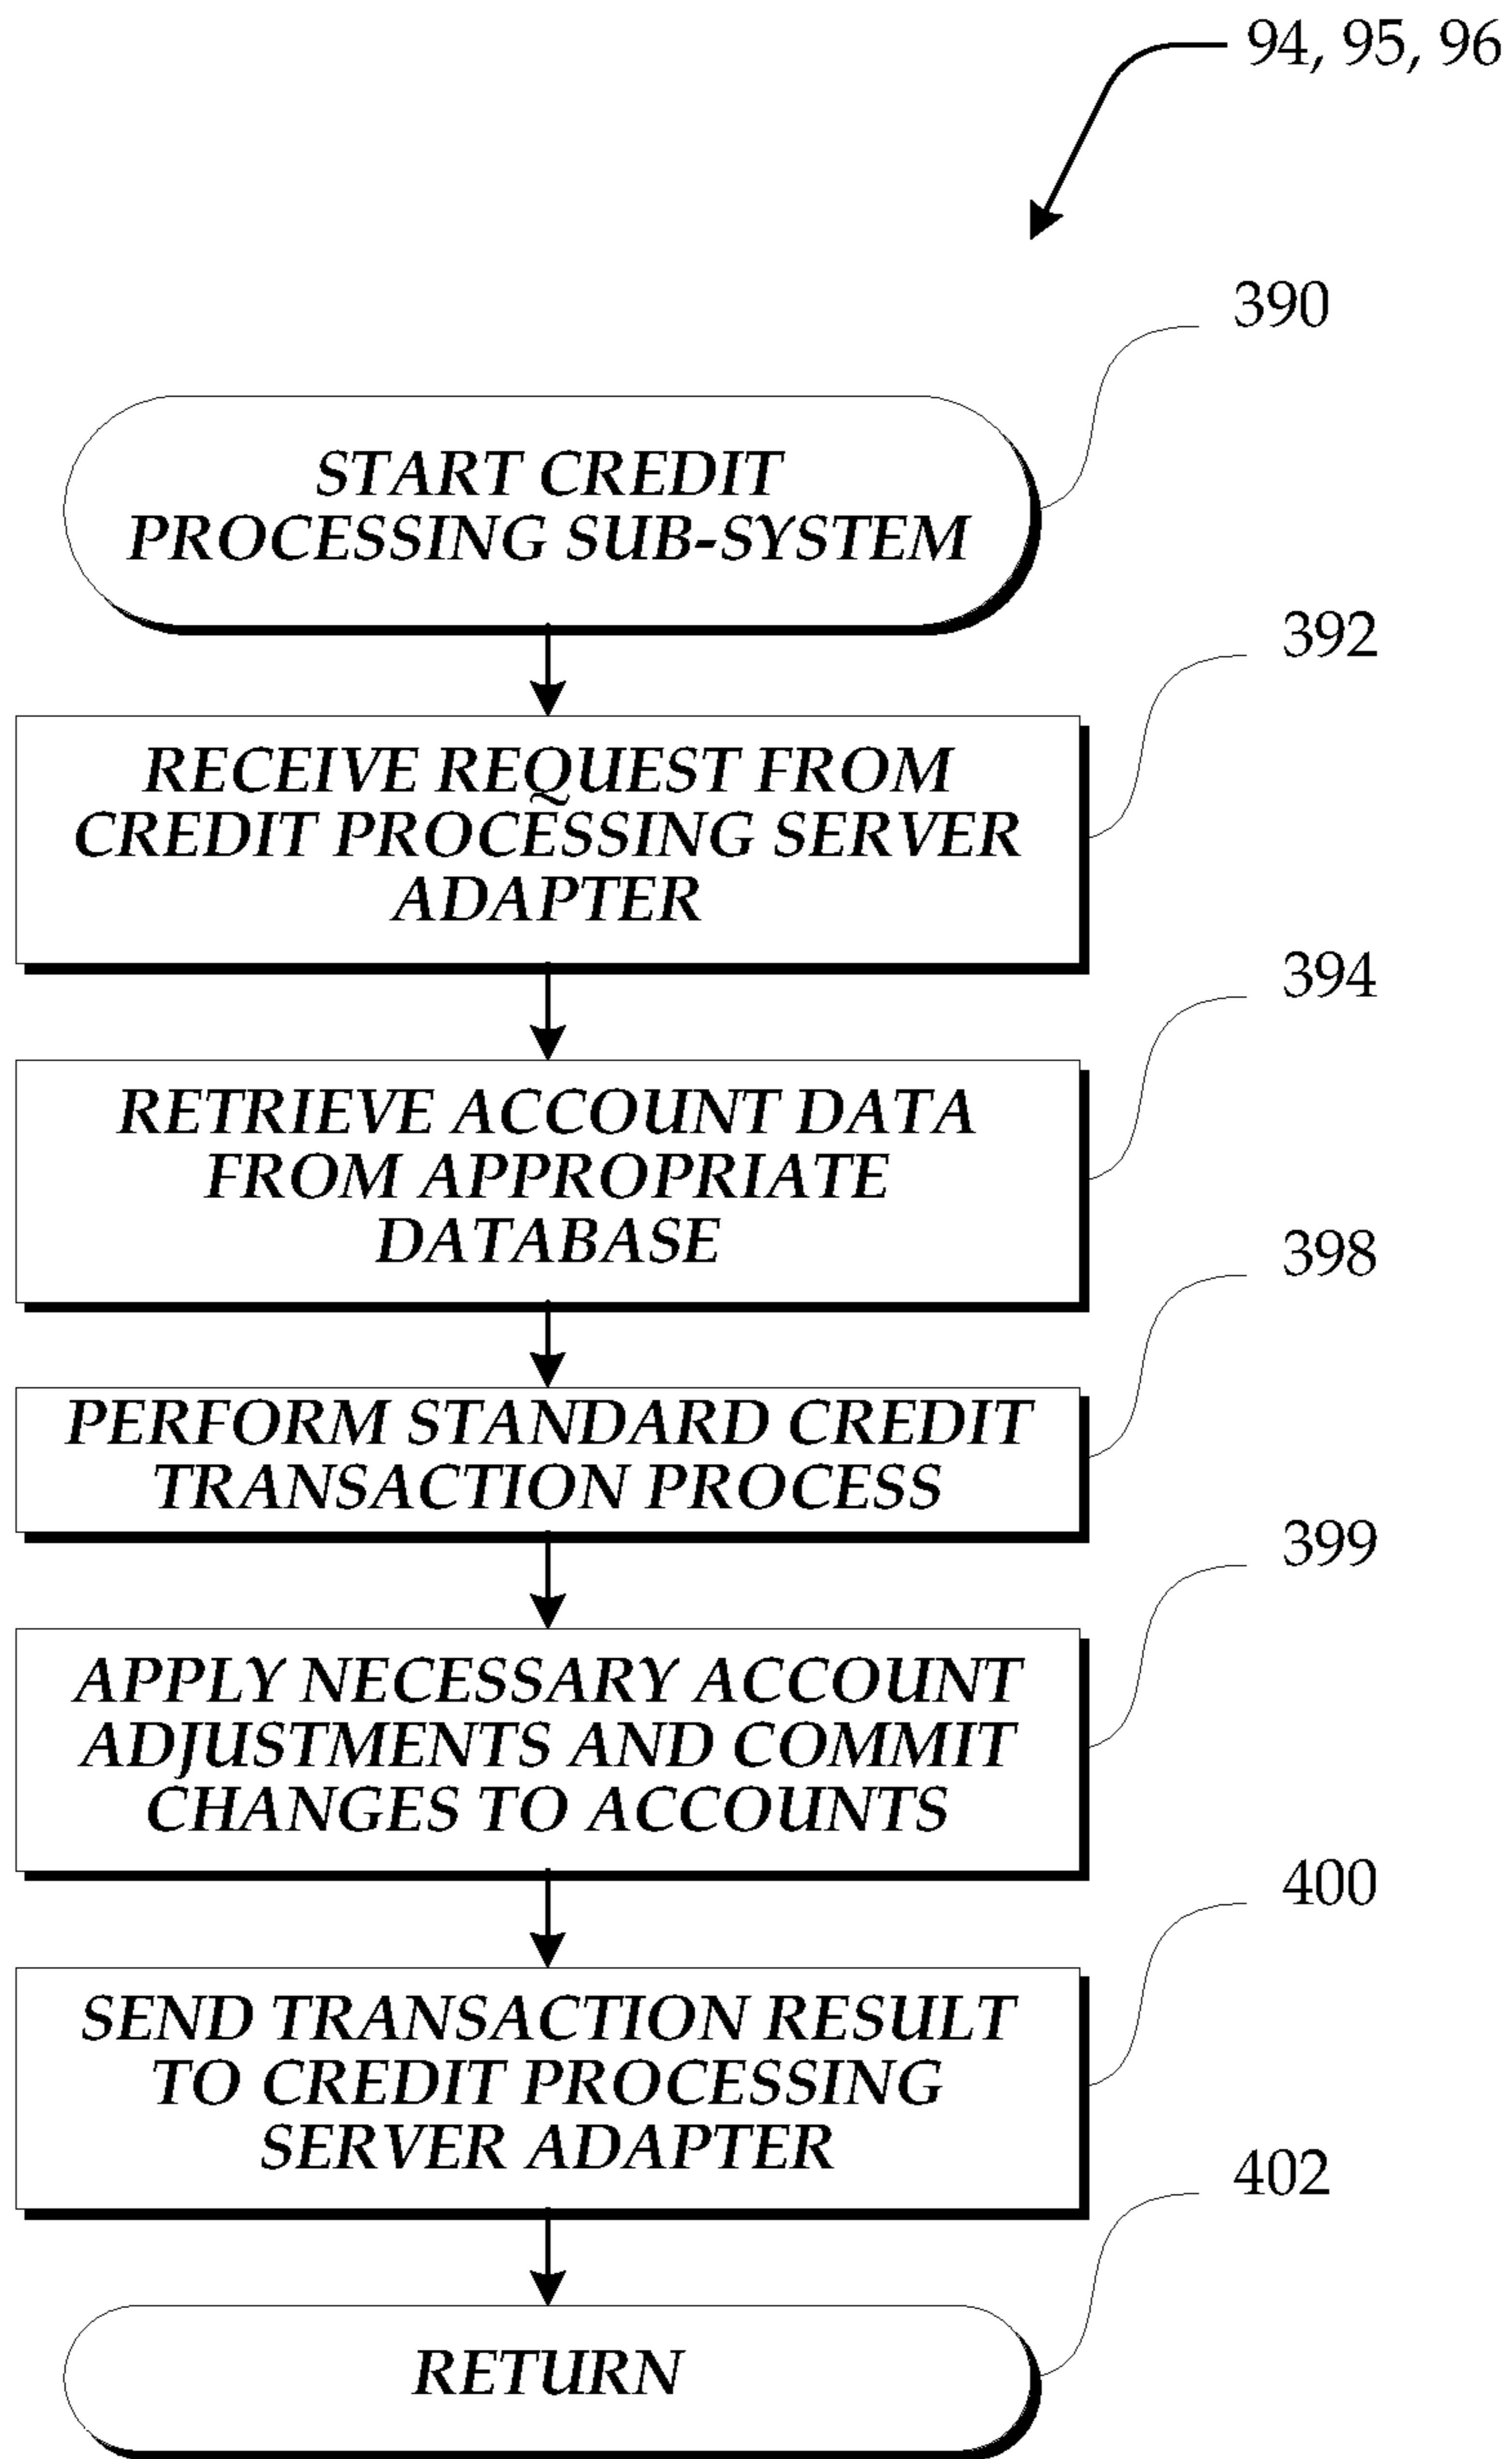 94, 95, 96
390
START CREDIT
PROCESSING SUB-SYSTEM
392
RECEIVE REQUEST FROM
CREDIT PROCESSING SERVER
ADAPTER
394
RETRIEVE ACCOUNT DATA
FROM APPROPRIATE
DATABASE
398
PERFORM STANDARD CREDIT
TRANSACTION PROCESS
399
APPLY NECESSARY ACCOUNT
ADJUSTMENTS AND COMMIT
CHANGES TO ACCOUNTS
400
SEND TRANSACTION RESULT
TO CREDIT PROCESSING
SERVER ADAPTER
402
RETURN